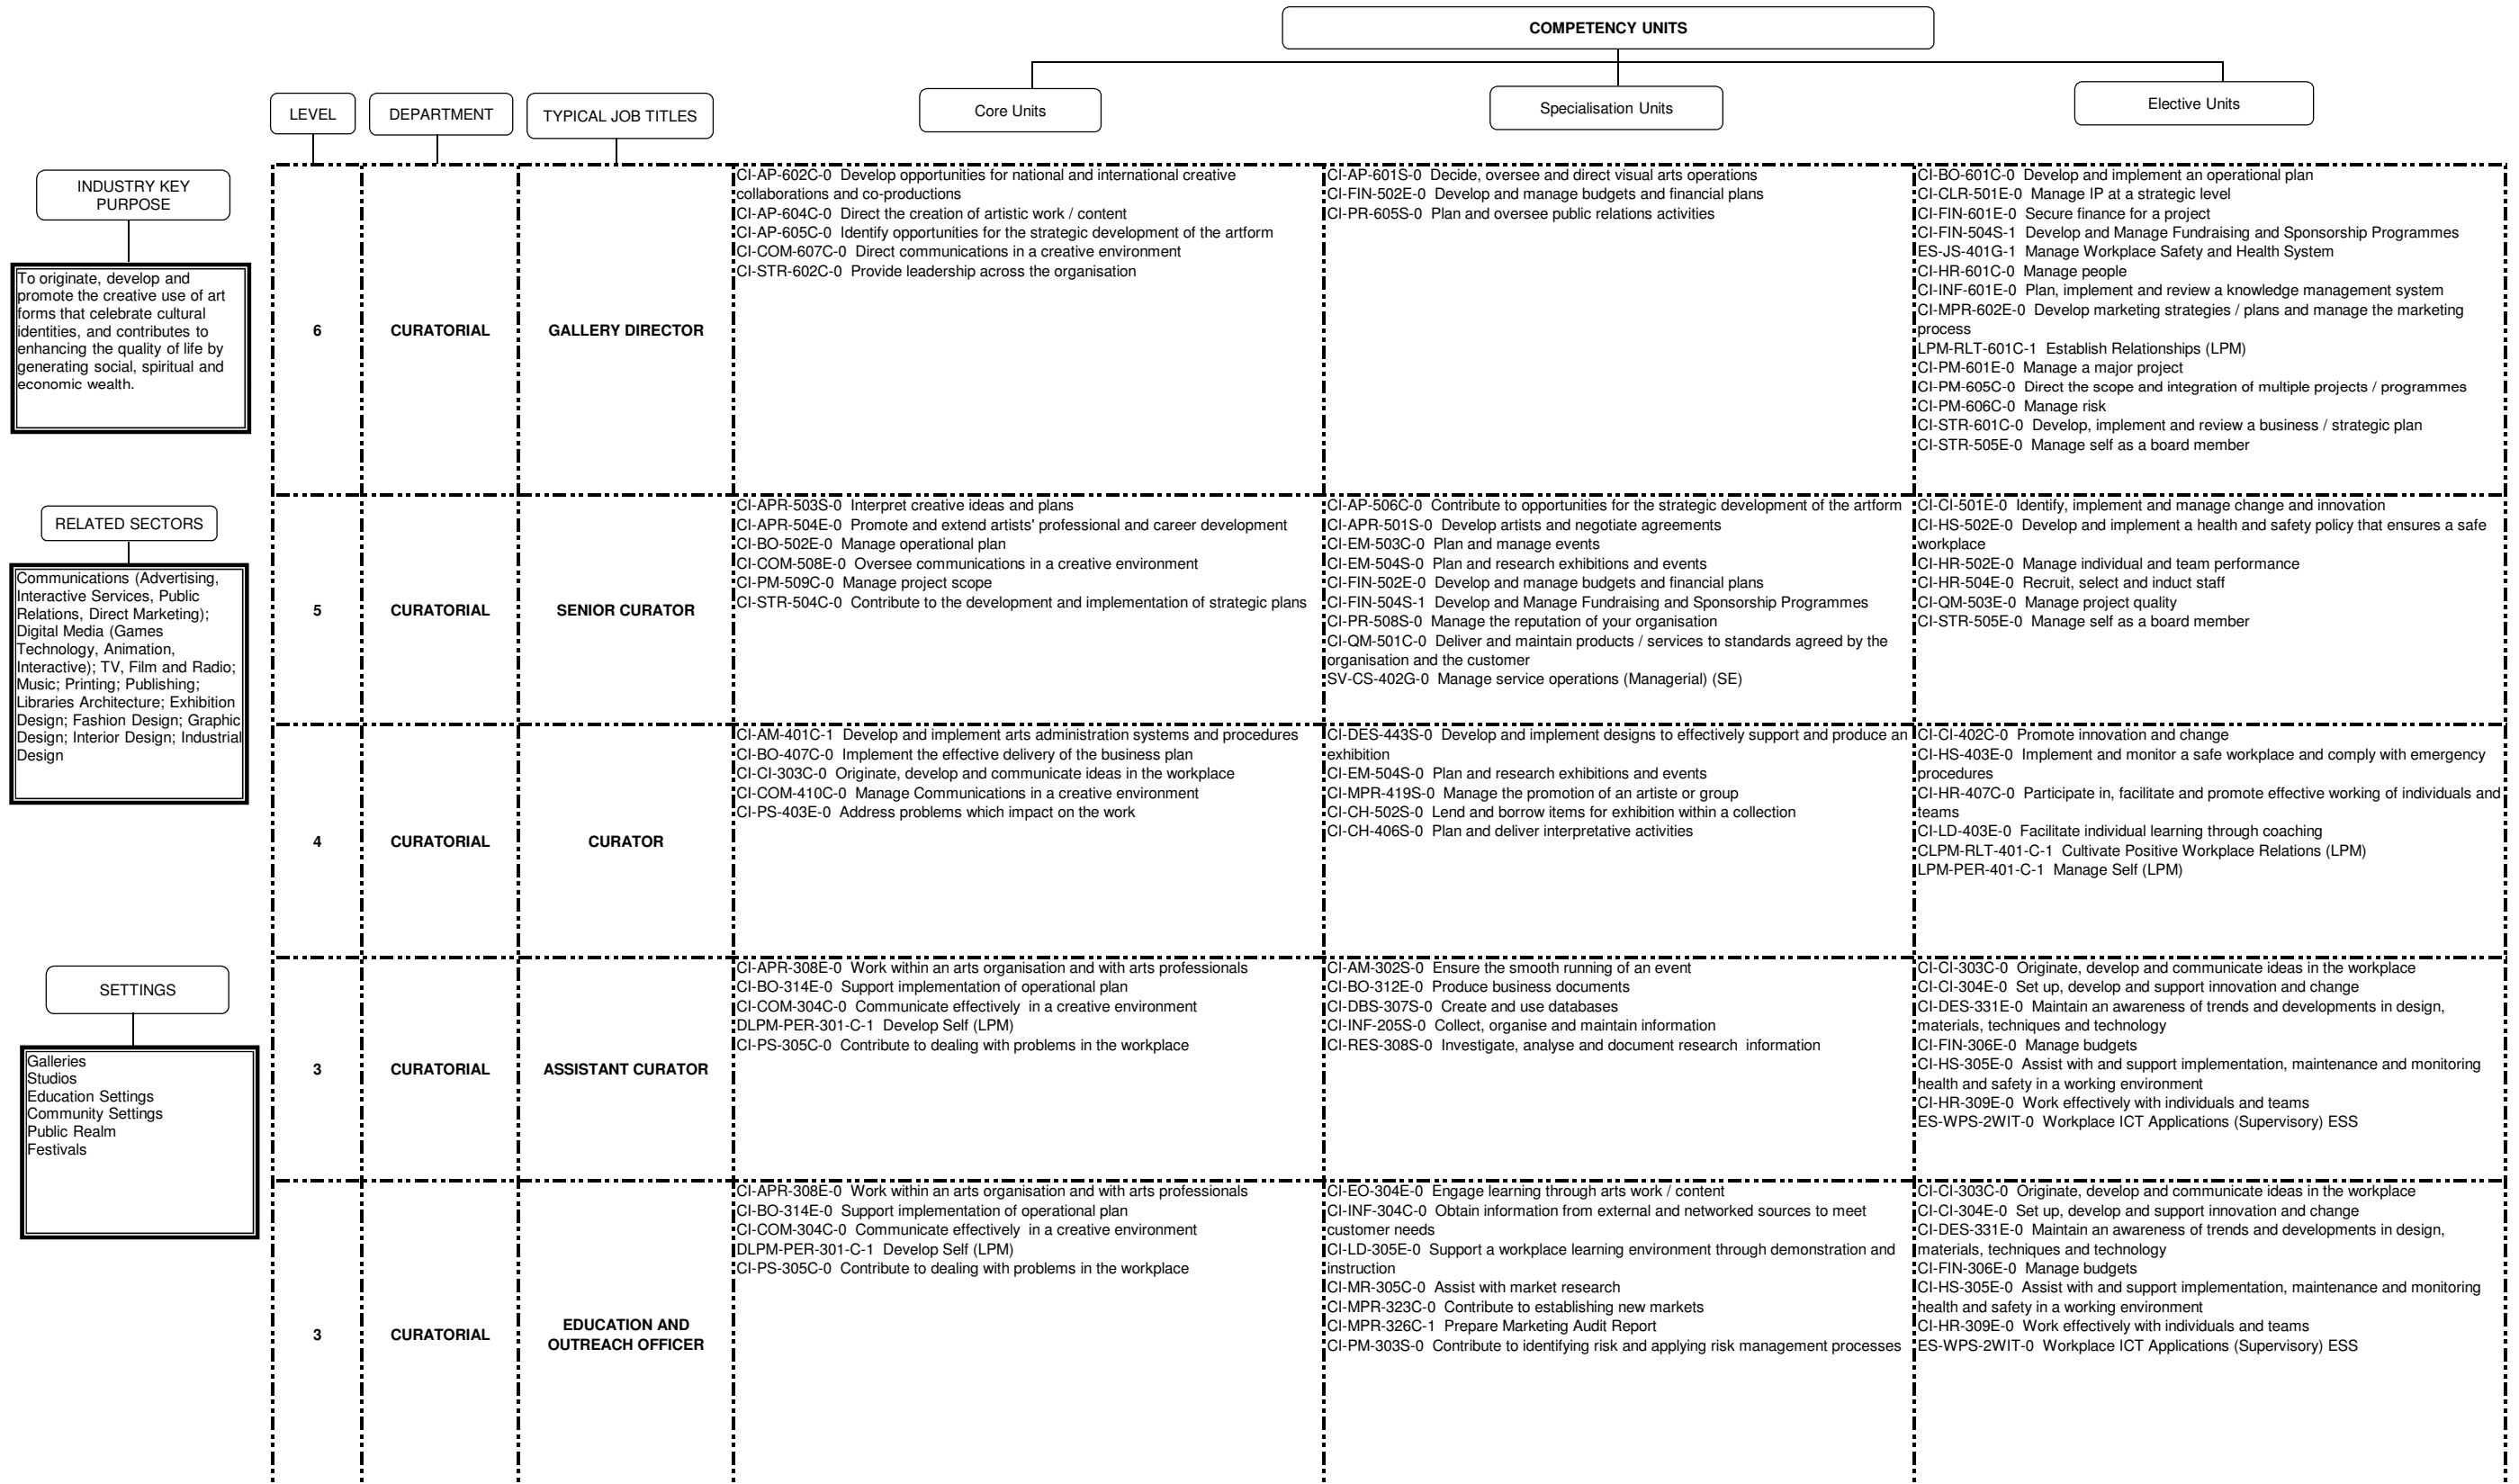 COMPETENCY UNITS
LEVEL
DEPARTMENT
TYPICAL JOB TITLES
Core Units
Specialisation Units
Elective Units
INDUSTRY KEY
PURPOSE
To originate, develop and
promote the creative use of art
forms that celebrate cultural
identities, and contributes to
enhancing the quality of life by
generating social, spiritual and
economic wealth.
RELATED SECTORS
Communications (Advertising,
Interactive Services, Public
Relations, Direct Marketing);
Digital Media (Games
Technology, Animation,
Interactive); TV, Film and Radio;
Music; Printing; Publishing;
Libraries Architecture; Exhibition
Design; Fashion Design; Graphic
Design; Interior Design; Industrial
Design
SETTINGS
Galleries
Studios
Education Settings
Community Settings
Public Realm
Festivals
6
CURATORIAL
GALLERY DIRECTOR
CI-AP-602C-0 Develop opportunities for national and international creative
collaborations and co-productions
CI-AP-604C-0 Direct the creation of artistic work / content
CI-AP-605C-0 Identify opportunities for the strategic development of the artform
CI-COM-607C-0 Direct communications in a creative environment
CI-STR-602C-0 Provide leadership across the organisation
CI-AP-601S-0 Decide, oversee and direct visual arts operations
CI-FIN-502E-0 Develop and manage budgets and financial plans
CI-PR-605S-0 Plan and oversee public relations activities
CI-BO-601C-0 Develop and implement an operational plan
CI-CLR-501E-0 Manage IP at a strategic level
CI-FIN-601E-0 Secure finance for a project
CI-FIN-504S-1 Develop and Manage Fundraising and Sponsorship Programmes
ES-JS-401G-1 Manage Workplace Safety and Health System
CI-HR-601C-0 Manage people
CI-INF-601E-0 Plan, implement and review a knowledge management system
CI-MPR-602E-0 Develop marketing strategies / plans and manage the marketing
process
LPM-RLT-601C-1 Establish Relationships (LPM)
CI-PM-601E-0 Manage a major project
CI-PM-605C-0 Direct the scope and integration of multiple projects / programmes
CI-PM-606C-0 Manage risk
CI-STR-601C-0 Develop, implement and review a business / strategic plan
CI-STR-505E-0 Manage self as a board member
5
CURATORIAL
SENIOR CURATOR
CI-APR-503S-0 Interpret creative ideas and plans
CI-APR-504E-0 Promote and extend artists' professional and career development
CI-BO-502E-0 Manage operational plan
CI-COM-508E-0 Oversee communications in a creative environment
CI-PM-509C-0 Manage project scope
CI-STR-504C-0 Contribute to the development and implementation of strategic plans
CI-AP-506C-0 Contribute to opportunities for the strategic development of the artform
CI-APR-501S-0 Develop artists and negotiate agreements
CI-EM-503C-0 Plan and manage events
CI-EM-504S-0 Plan and research exhibitions and events
CI-FIN-502E-0 Develop and manage budgets and financial plans
CI-FIN-504S-1 Develop and Manage Fundraising and Sponsorship Programmes
CI-PR-508S-0 Manage the reputation of your organisation
CI-QM-501C-0 Deliver and maintain products / services to standards agreed by the
organisation and the customer
SV-CS-402G-0 Manage service operations (Managerial) (SE)
CI-CI-501E-0 Identify, implement and manage change and innovation
CI-HS-502E-0 Develop and implement a health and safety policy that ensures a safe
workplace
CI-HR-502E-0 Manage individual and team performance
CI-HR-504E-0 Recruit, select and induct staff
CI-QM-503E-0 Manage project quality
CI-STR-505E-0 Manage self as a board member
4
CURATORIAL
CURATOR
CI-AM-401C-1 Develop and implement arts administration systems and procedures
CI-BO-407C-0 Implement the effective delivery of the business plan
CI-CI-303C-0 Originate, develop and communicate ideas in the workplace
CI-COM-410C-0 Manage Communications in a creative environment
CI-PS-403E-0 Address problems which impact on the work
CI-DES-443S-0 Develop and implement designs to effectively support and produce an
exhibition
CI-EM-504S-0 Plan and research exhibitions and events
CI-MPR-419S-0 Manage the promotion of an artiste or group
CI-CH-502S-0 Lend and borrow items for exhibition within a collection
CI-CH-406S-0 Plan and deliver interpretative activities
CI-CI-402C-0 Promote innovation and change
CI-HS-403E-0 Implement and monitor a safe workplace and comply with emergency
procedures
CI-HR-407C-0 Participate in, facilitate and promote effective working of individuals and
teams
CI-LD-403E-0 Facilitate individual learning through coaching
CLPM-RLT-401-C-1 Cultivate Positive Workplace Relations (LPM)
LPM-PER-401-C-1 Manage Self (LPM)
3
CURATORIAL
ASSISTANT CURATOR
CI-APR-308E-0 Work within an arts organisation and with arts professionals
CI-BO-314E-0 Support implementation of operational plan
CI-COM-304C-0 Communicate effectively in a creative environment
DLPM-PER-301-C-1 Develop Self (LPM)
CI-PS-305C-0 Contribute to dealing with problems in the workplace
CI-AM-302S-0 Ensure the smooth running of an event
CI-BO-312E-0 Produce business documents
CI-DBS-307S-0 Create and use databases
CI-INF-205S-0 Collect, organise and maintain information
CI-RES-308S-0 Investigate, analyse and document research information
CI-CI-303C-0 Originate, develop and communicate ideas in the workplace
CI-CI-304E-0 Set up, develop and support innovation and change
CI-DES-331E-0 Maintain an awareness of trends and developments in design,
materials, techniques and technology
CI-FIN-306E-0 Manage budgets
CI-HS-305E-0 Assist with and support implementation, maintenance and monitoring
health and safety in a working environment
CI-HR-309E-0 Work effectively with individuals and teams
ES-WPS-2WIT-0 Workplace ICT Applications (Supervisory) ESS
3
CURATORIAL
EDUCATION AND
OUTREACH OFFICER
CI-APR-308E-0 Work within an arts organisation and with arts professionals
CI-BO-314E-0 Support implementation of operational plan
CI-COM-304C-0 Communicate effectively in a creative environment
DLPM-PER-301-C-1 Develop Self (LPM)
CI-PS-305C-0 Contribute to dealing with problems in the workplace
CI-EO-304E-0 Engage learning through arts work / content
CI-INF-304C-0 Obtain information from external and networked sources to meet
customer needs
CI-LD-305E-0 Support a workplace learning environment through demonstration and
instruction
CI-MR-305C-0 Assist with market research
CI-MPR-323C-0 Contribute to establishing new markets
CI-MPR-326C-1 Prepare Marketing Audit Report
CI-PM-303S-0 Contribute to identifying risk and applying risk management processes
CI-CI-303C-0 Originate, develop and communicate ideas in the workplace
CI-CI-304E-0 Set up, develop and support innovation and change
CI-DES-331E-0 Maintain an awareness of trends and developments in design,
materials, techniques and technology
CI-FIN-306E-0 Manage budgets
CI-HS-305E-0 Assist with and support implementation, maintenance and monitoring
health and safety in a working environment
CI-HR-309E-0 Work effectively with individuals and teams
ES-WPS-2WIT-0 Workplace ICT Applications (Supervisory) ESS